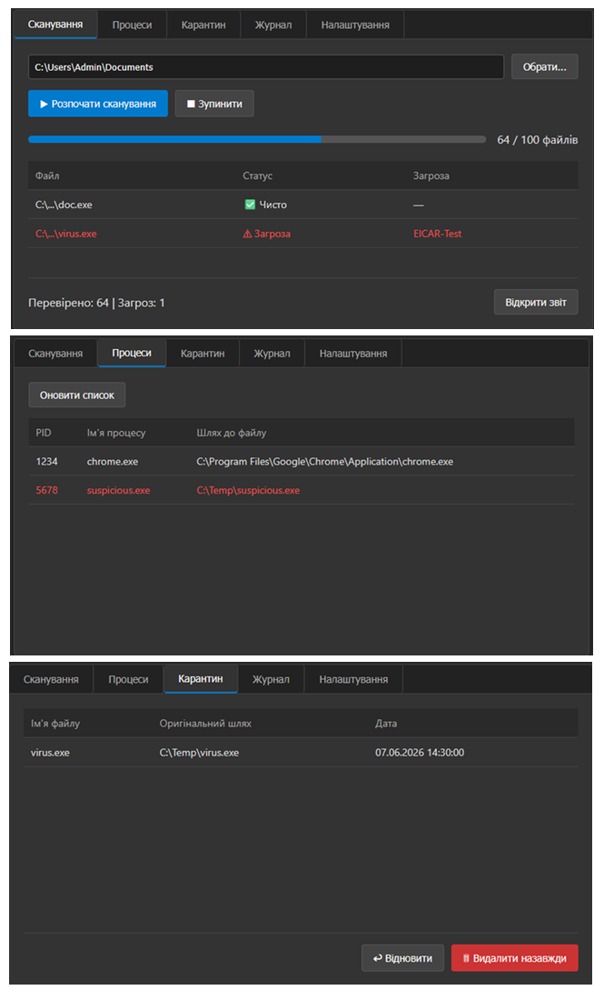 Сканування Процеси Карантин Журнал Налаштування
C:\Users\Admin\Documents Обрати...
▶ Розпочати сканування ■ Зупинити
64 / 100 файлів
Файл Статус Загроза
C:\...\doc.exe ✅ Чисто —
C:\...\virus.exe ⚠ Загроза EICAR-Test
Перевірено: 64 | Загроз: 1 Відкрити звіт
Сканування Процеси Карантин Журнал Налаштування
Оновити список
PID Ім'я процесу Шлях до файлу
1234 chrome.exe C:\Program Files\Google\Chrome\Application\chrome.exe
5678 suspicious.exe C:\Temp\suspicious.exe
Сканування Процеси Карантин Журнал Налаштування
Ім'я файлу Оригінальний шлях Дата
virus.exe C:\Temp\virus.exe 07.06.2026 14:30:00
↩ Відновити 🗑 Видалити назавжди